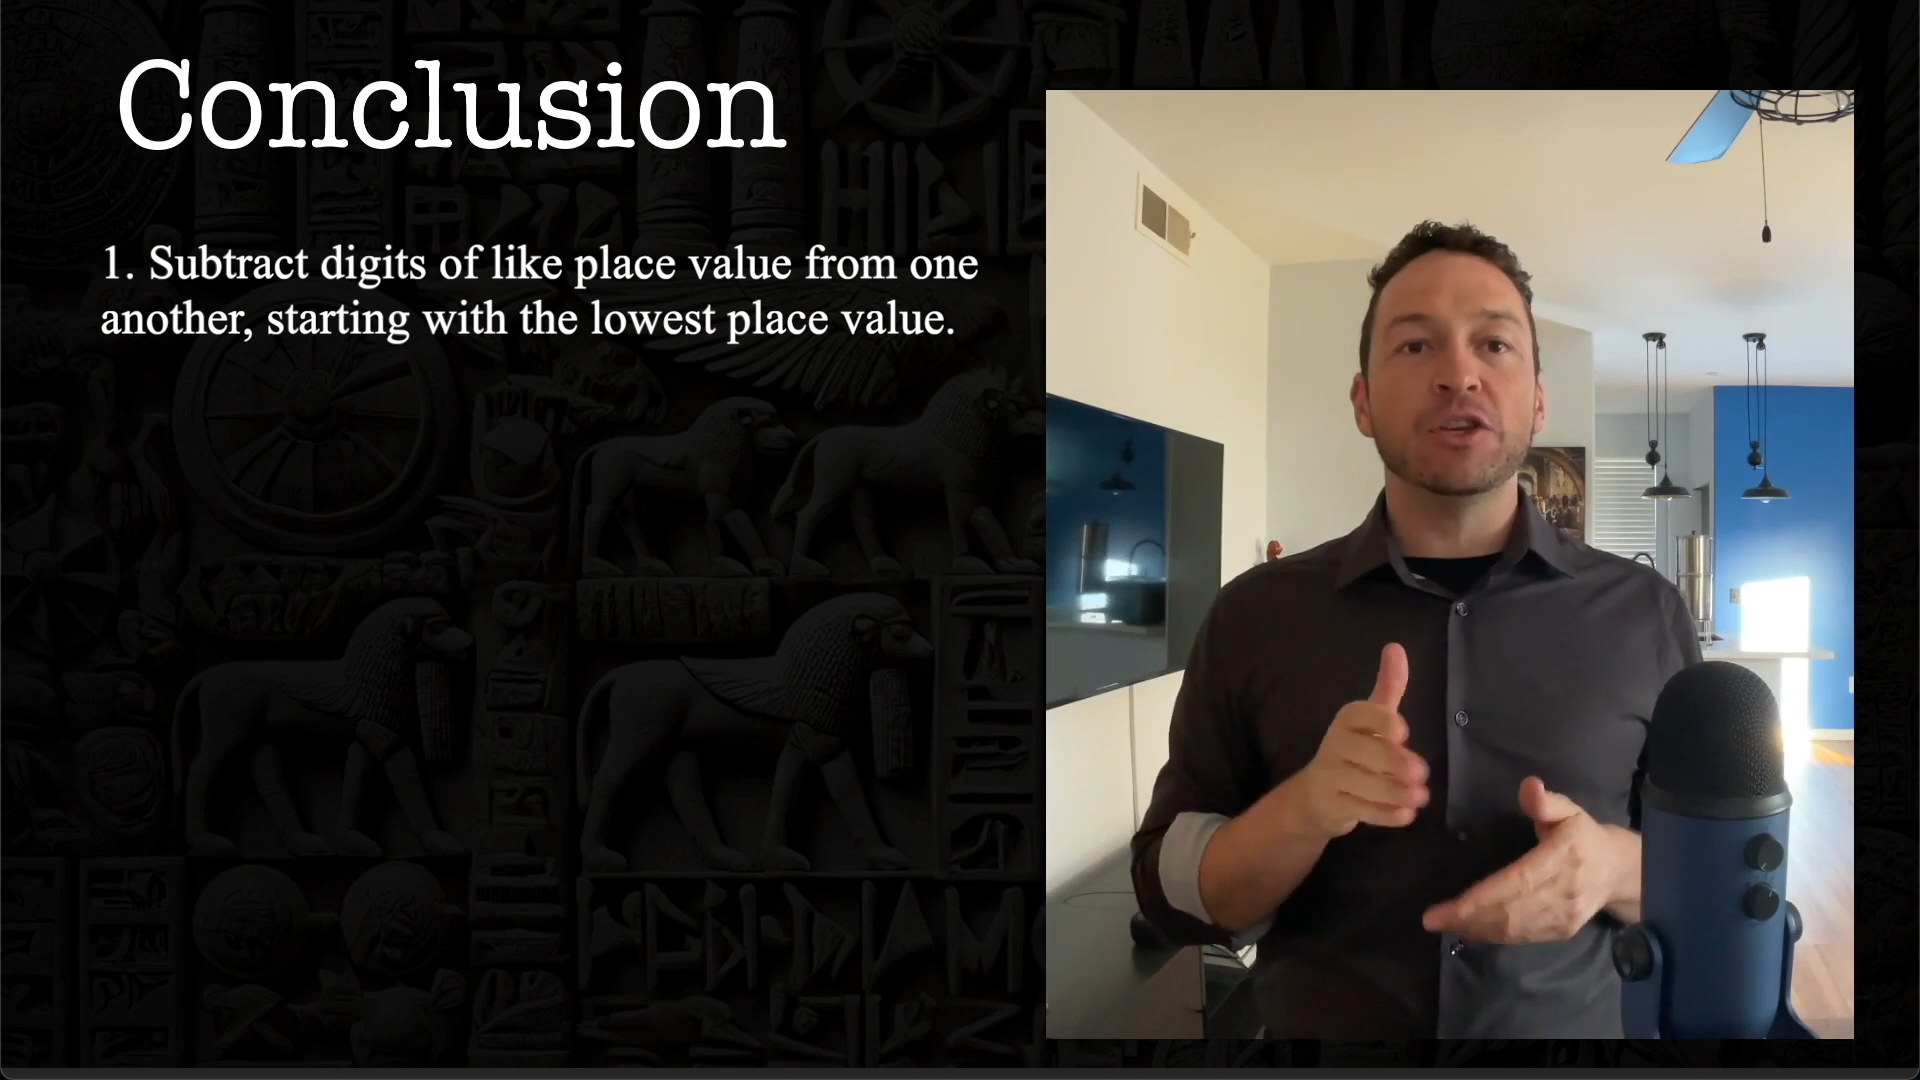 Conclusion
1. Subtract digits of like place value from one
another, starting with the lowest place value.